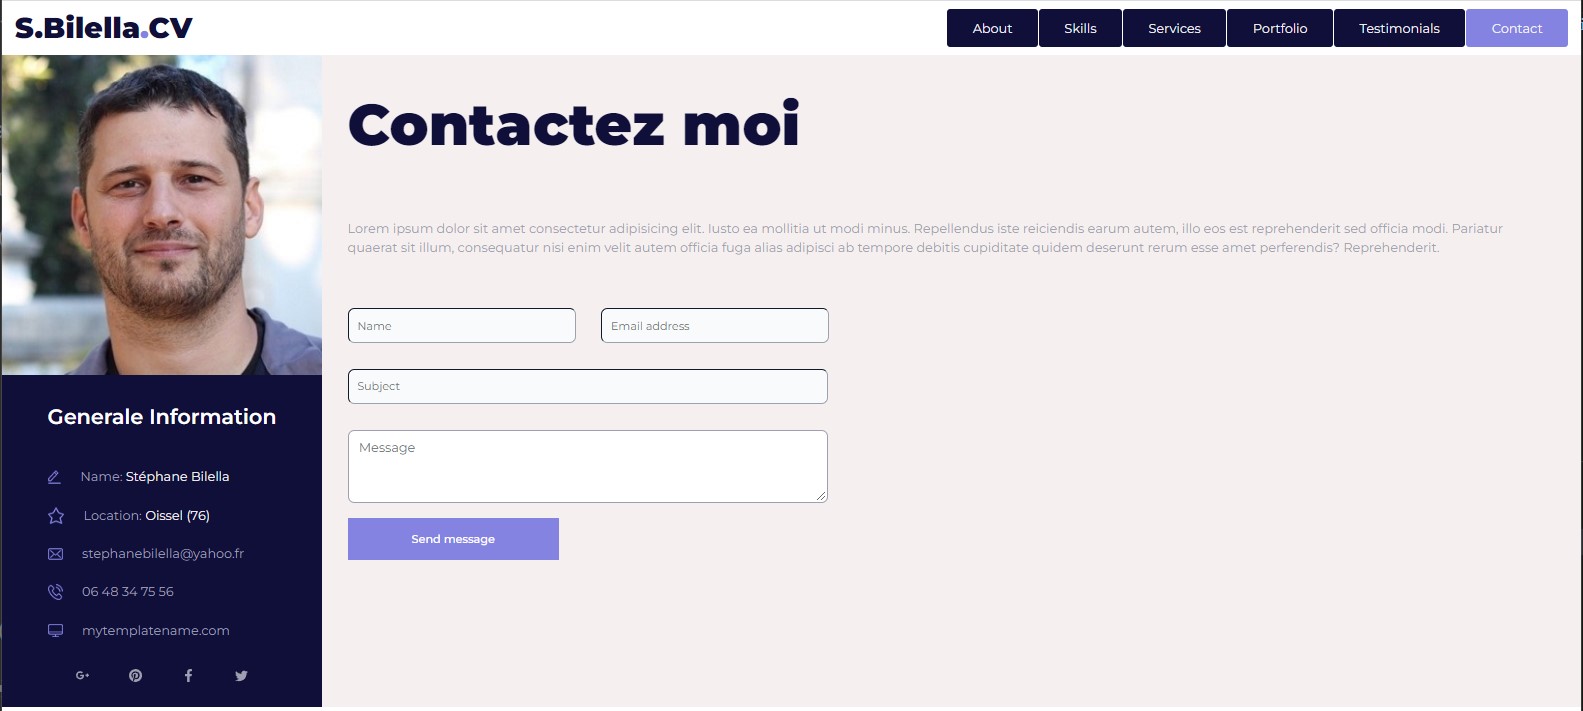 S.Bilella.CV
About
Skills
Services
Portfolio
Testimonials
Contact
Contactez moi
Lorem ipsum dolor sit amet consectetur adipisicing elit. Iusto ea mollitia ut modi minus. Repellendus iste reiciendis earum autem, illo eos est reprehenderit sed officia modi. Pariatur
quaerat sit illum, consequatur nisi enim velit autem officia fuga alias adipisci ab tempore debitis cupiditate quidem deserunt rerum esse amet perferendis? Reprehenderit.
Name
Email address
Subject
Message
Send message
Generale Information
Name: Stéphane Bilella
Location: Oissel (76)
stephanebilella@yahoo.fr
06 48 34 75 56
mytemplatename.com